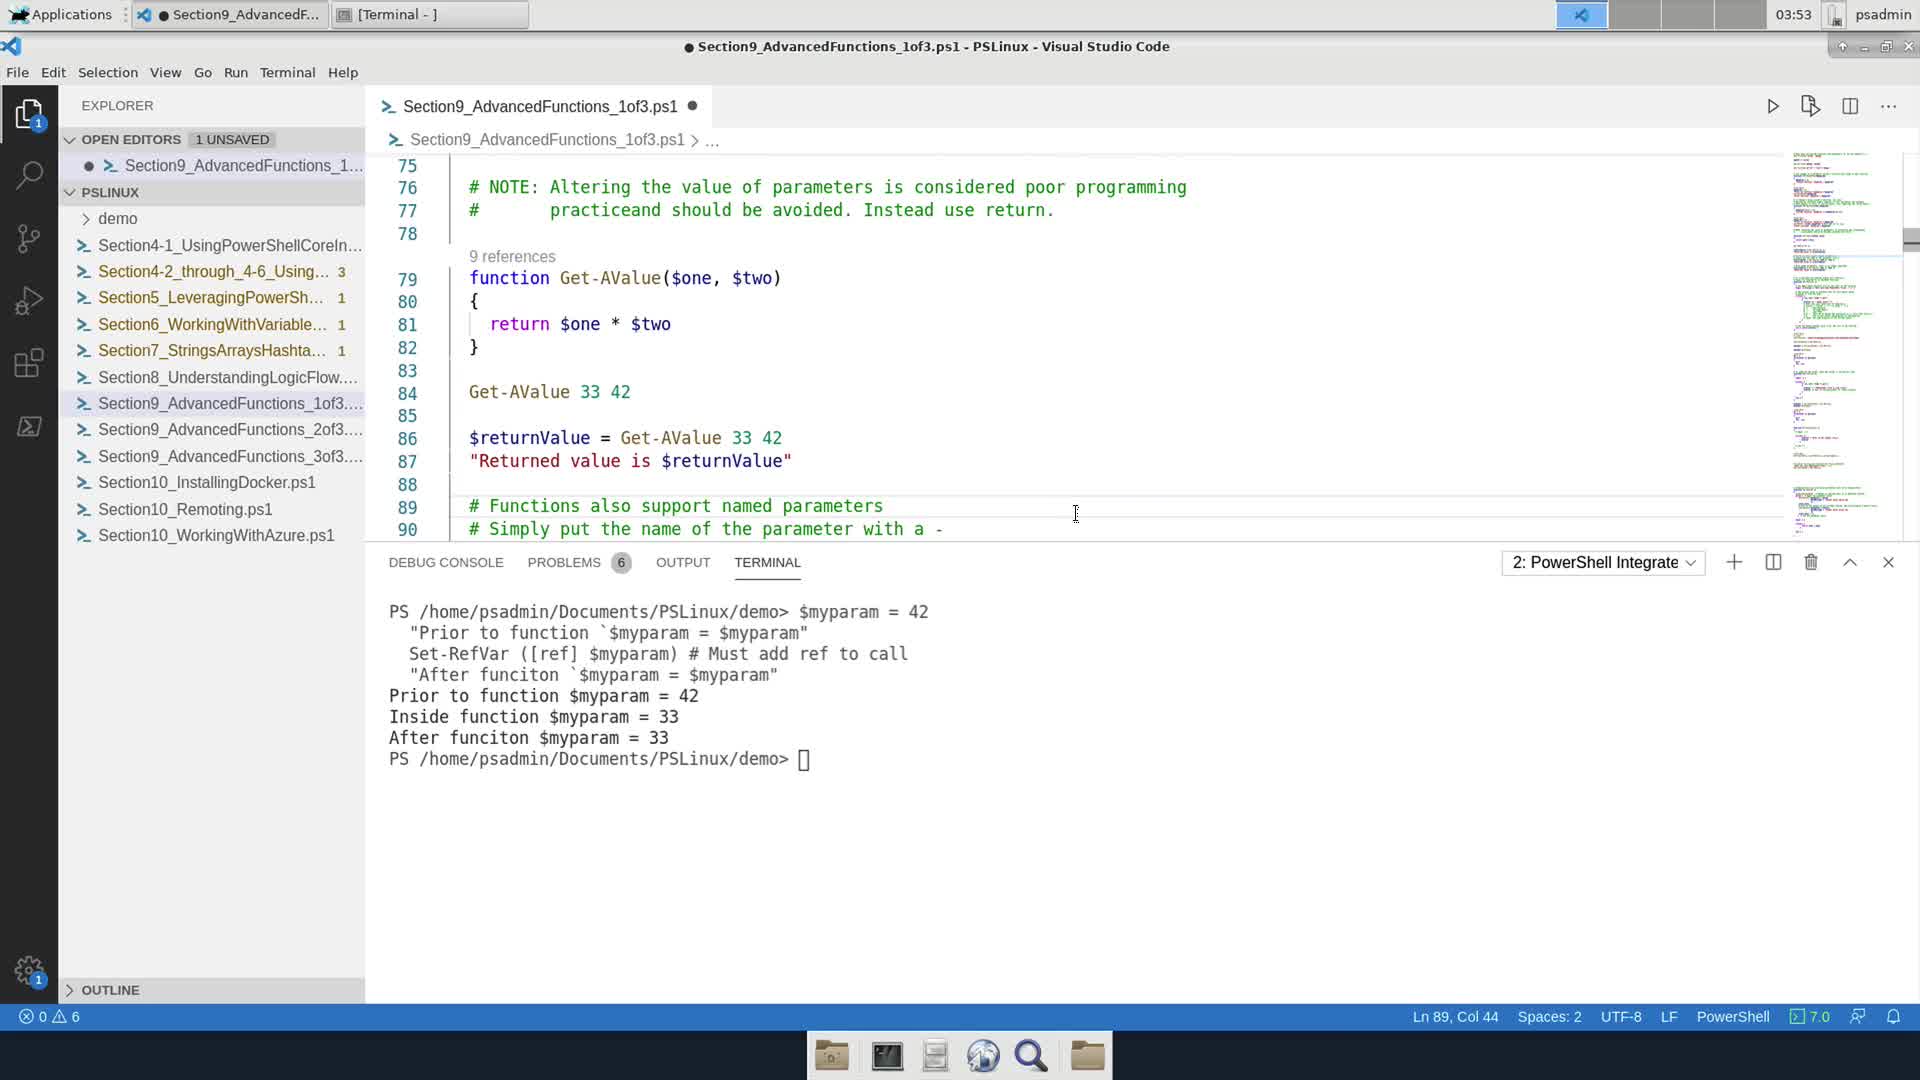 Applications
● Section9_AdvancedF...
[Terminal - ]
03:53
psadmin
● Section9_AdvancedFunctions_1of3.ps1 - PSLinux - Visual Studio Code
File Edit Selection View Go Run Terminal Help
EXPLORER
OPEN EDITORS 1 UNSAVED
● Section9_AdvancedFunctions_1...
PSLINUX
demo
Section4-1_UsingPowerShellCoreIn...
Section4-2_through_4-6_Using... 3
Section5_LeveragingPowerSh... 1
Section6_WorkingWithVariable... 1
Section7_StringsArraysHashta... 1
Section8_UnderstandingLogicFlow....
Section9_AdvancedFunctions_1of3....
Section9_AdvancedFunctions_2of3....
Section9_AdvancedFunctions_3of3....
Section10_InstallingDocker.ps1
Section10_Remoting.ps1
Section10_WorkingWithAzure.ps1
OUTLINE
1
1
Section9_AdvancedFunctions_1of3.ps1 ●
Section9_AdvancedFunctions_1of3.ps1 > ...
75
76 # NOTE: Altering the value of parameters is considered poor programming
77 #       practiceand should be avoided. Instead use return.
78
9 references
79 function Get-AValue($one, $two)
80 {
81   return $one * $two
82 }
83
84 Get-AValue 33 42
85
86 $returnValue = Get-AValue 33 42
87 "Returned value is $returnValue"
88
89 # Functions also support named parameters
90 # Simply put the name of the parameter with a -
DEBUG CONSOLE PROBLEMS 6 OUTPUT TERMINAL
2: PowerShell Integrate
PS /home/psadmin/Documents/PSLinux/demo> $myparam = 42
  "Prior to function `$myparam = $myparam"
  Set-RefVar ([ref] $myparam) # Must add ref to call
  "After funciton `$myparam = $myparam"
Prior to function $myparam = 42
Inside function $myparam = 33
After funciton $myparam = 33
PS /home/psadmin/Documents/PSLinux/demo>
0 6
Ln 89, Col 44 Spaces: 2 UTF-8 LF PowerShell 7.0